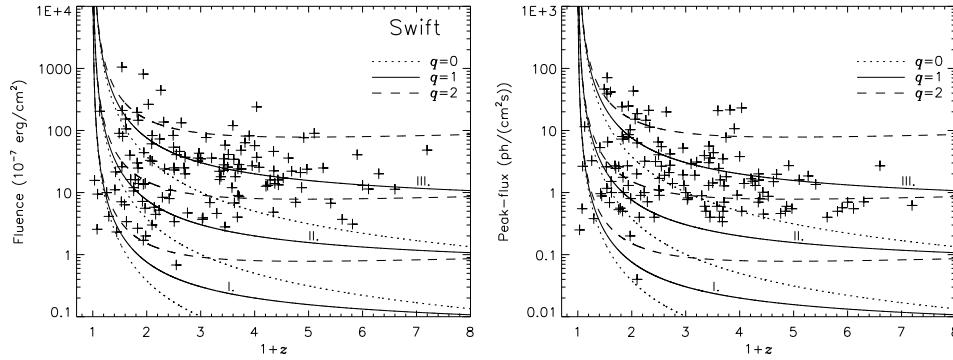 Swift
Fluence (10⁻⁷ erg/cm²)
1E+4
1000
100
10
1
0.1
q=0
q=1
q=2
III.
II.
I.
1 2 3 4 5 6 7 8
1+z
Peak-flux (ph/(cm²s))
1E+3
100
10
1
0.10
0.01
q=0
q=1
q=2
III.
II.
I.
1 2 3 4 5 6 7 8
1+z